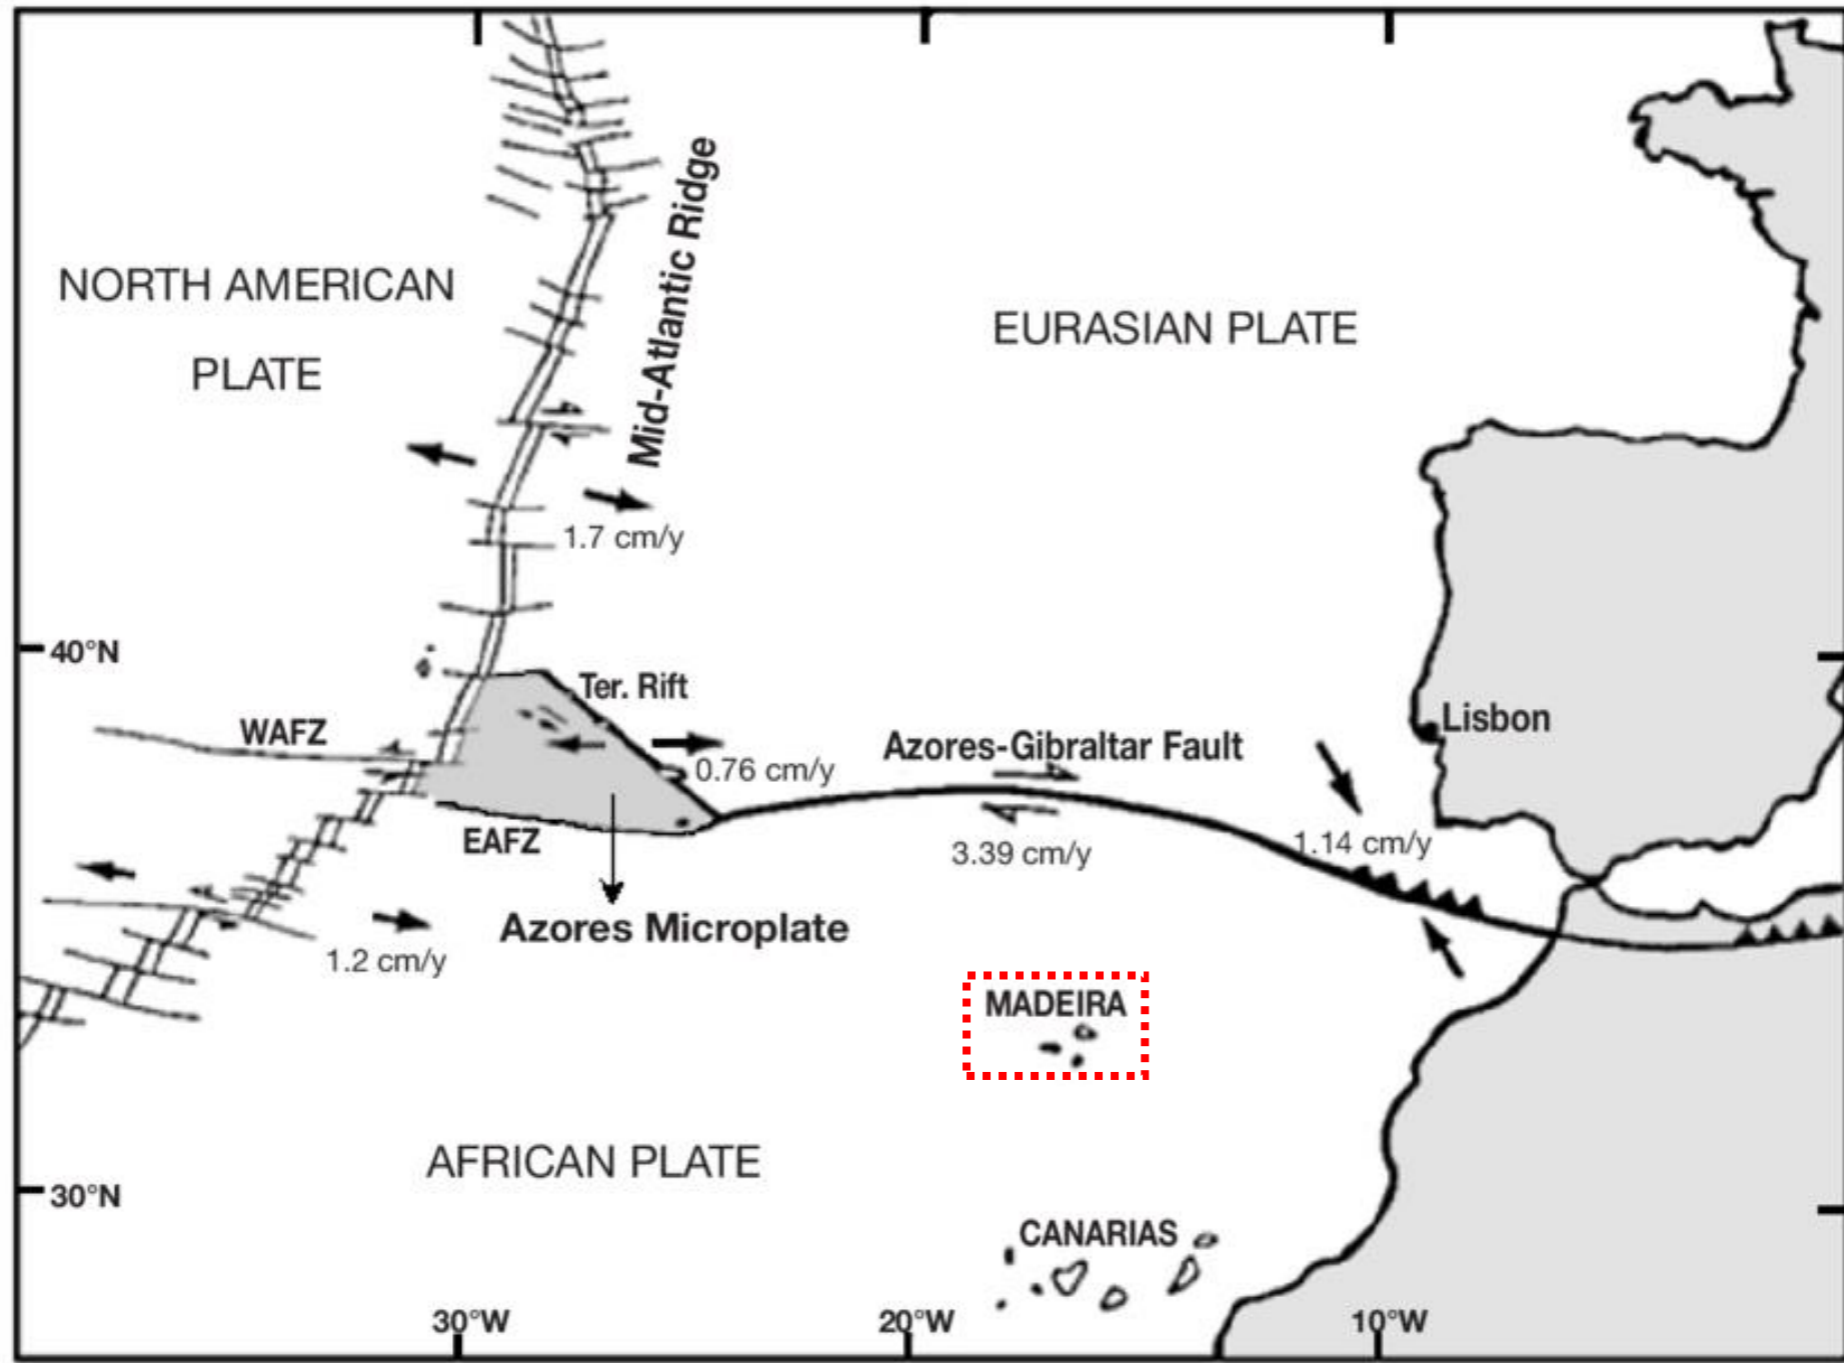 Mid-Atlantic Ridge
NORTH AMERICAN
PLATE
EURASIAN PLATE
1.7 cm/y
40°N
Ter. Rift
WAFZ
Lisbon
Azores-Gibraltar Fault
0.76 cm/y
EAFZ
3.39 cm/y
1.14 cm/y
Azores Microplate
1.2 cm/y
MADEIRA
AFRICAN PLATE
30°N
CANARIAS
30°W
20°W
10°W